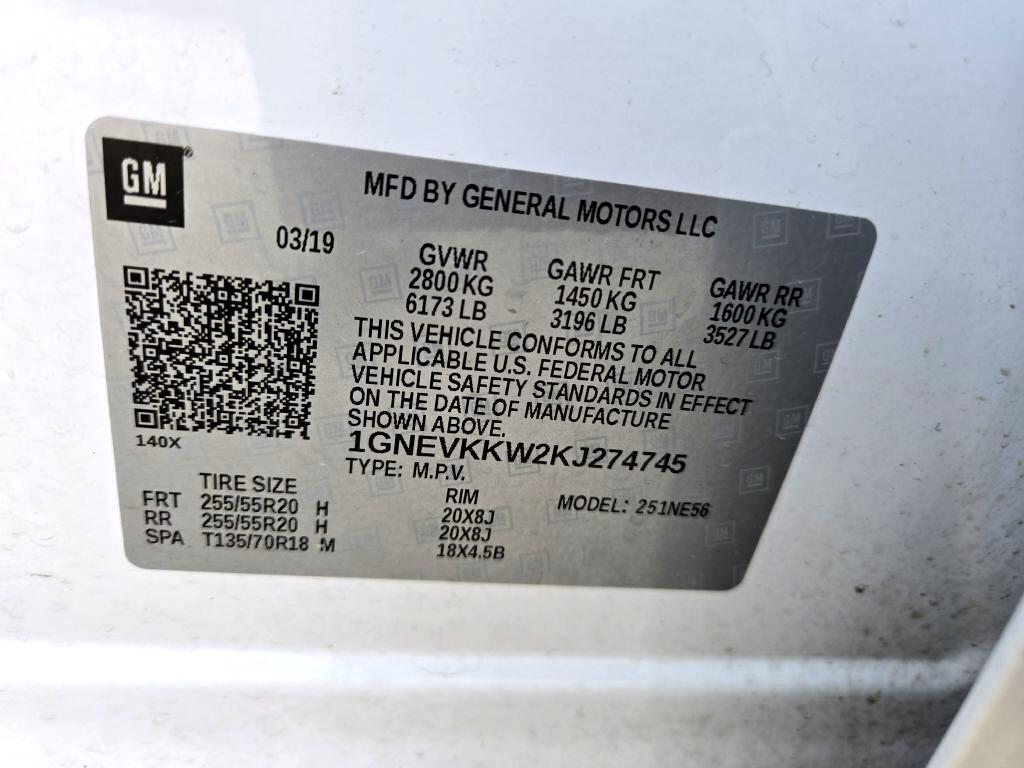 GM
MFD BY GENERAL MOTORS LLC
03/19
GVWR
2800 KG
6173 LB
GAWR FRT
1450 KG
3196 LB
GAWR RR
1600 KG
3527 LB
THIS VEHICLE CONFORMS TO ALL
APPLICABLE U.S. FEDERAL MOTOR
VEHICLE SAFETY STANDARDS IN EFFECT
ON THE DATE OF MANUFACTURE
SHOWN ABOVE.
140X
1GNEVKKW2KJ274745
TYPE: M.P.V.
MODEL: 251NE56
TIRE SIZE RIM
FRT 255/55R20 H 20X8J
RR 255/55R20 H 20X8J
SPA T135/70R18 M 18X4.5B